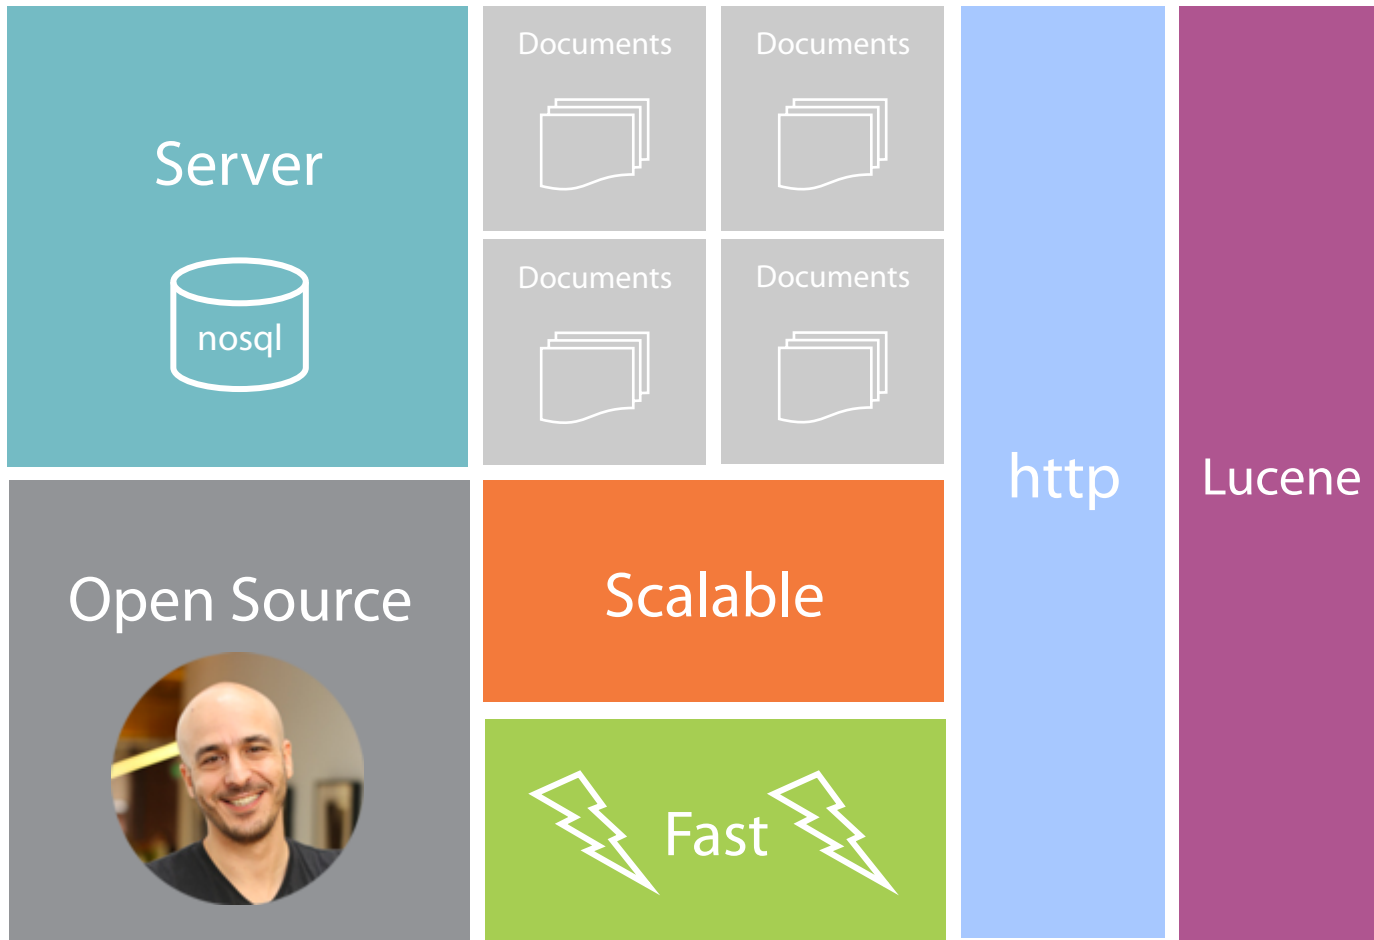 Server
nosql
Documents
Documents
Documents
Documents
http
Lucene
Open Source
Scalable
Fast